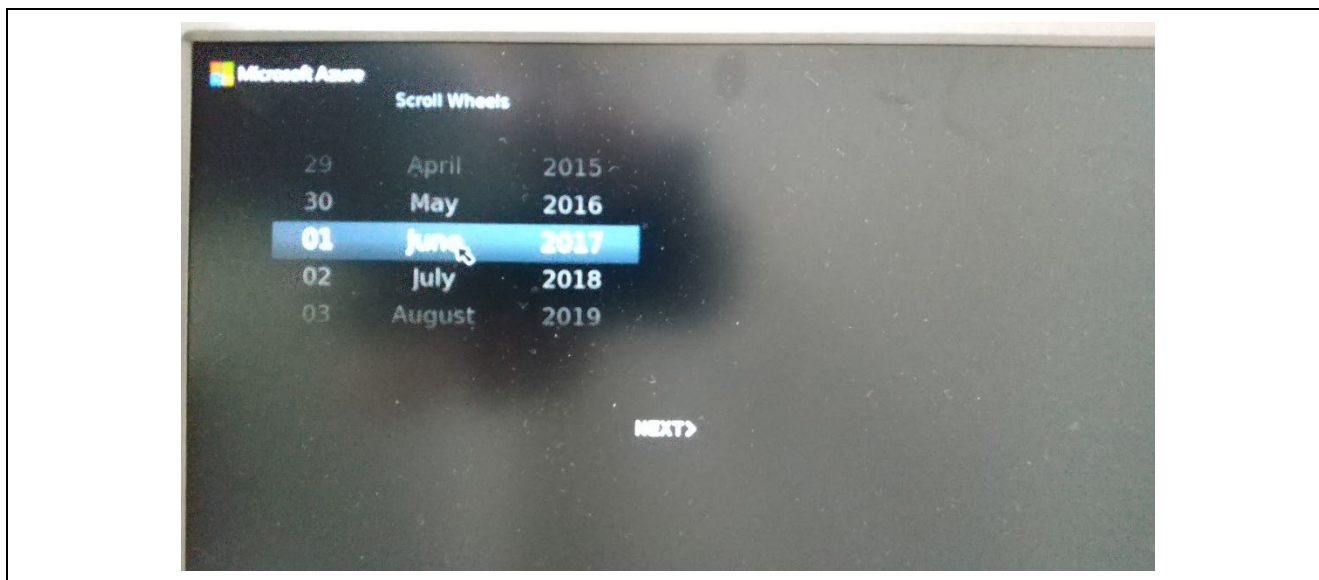 Microsoft Azure
Scroll Wheels
29 April 2015
30 May 2016
01 June 2017
02 July 2018
03 August 2019
NEXT>